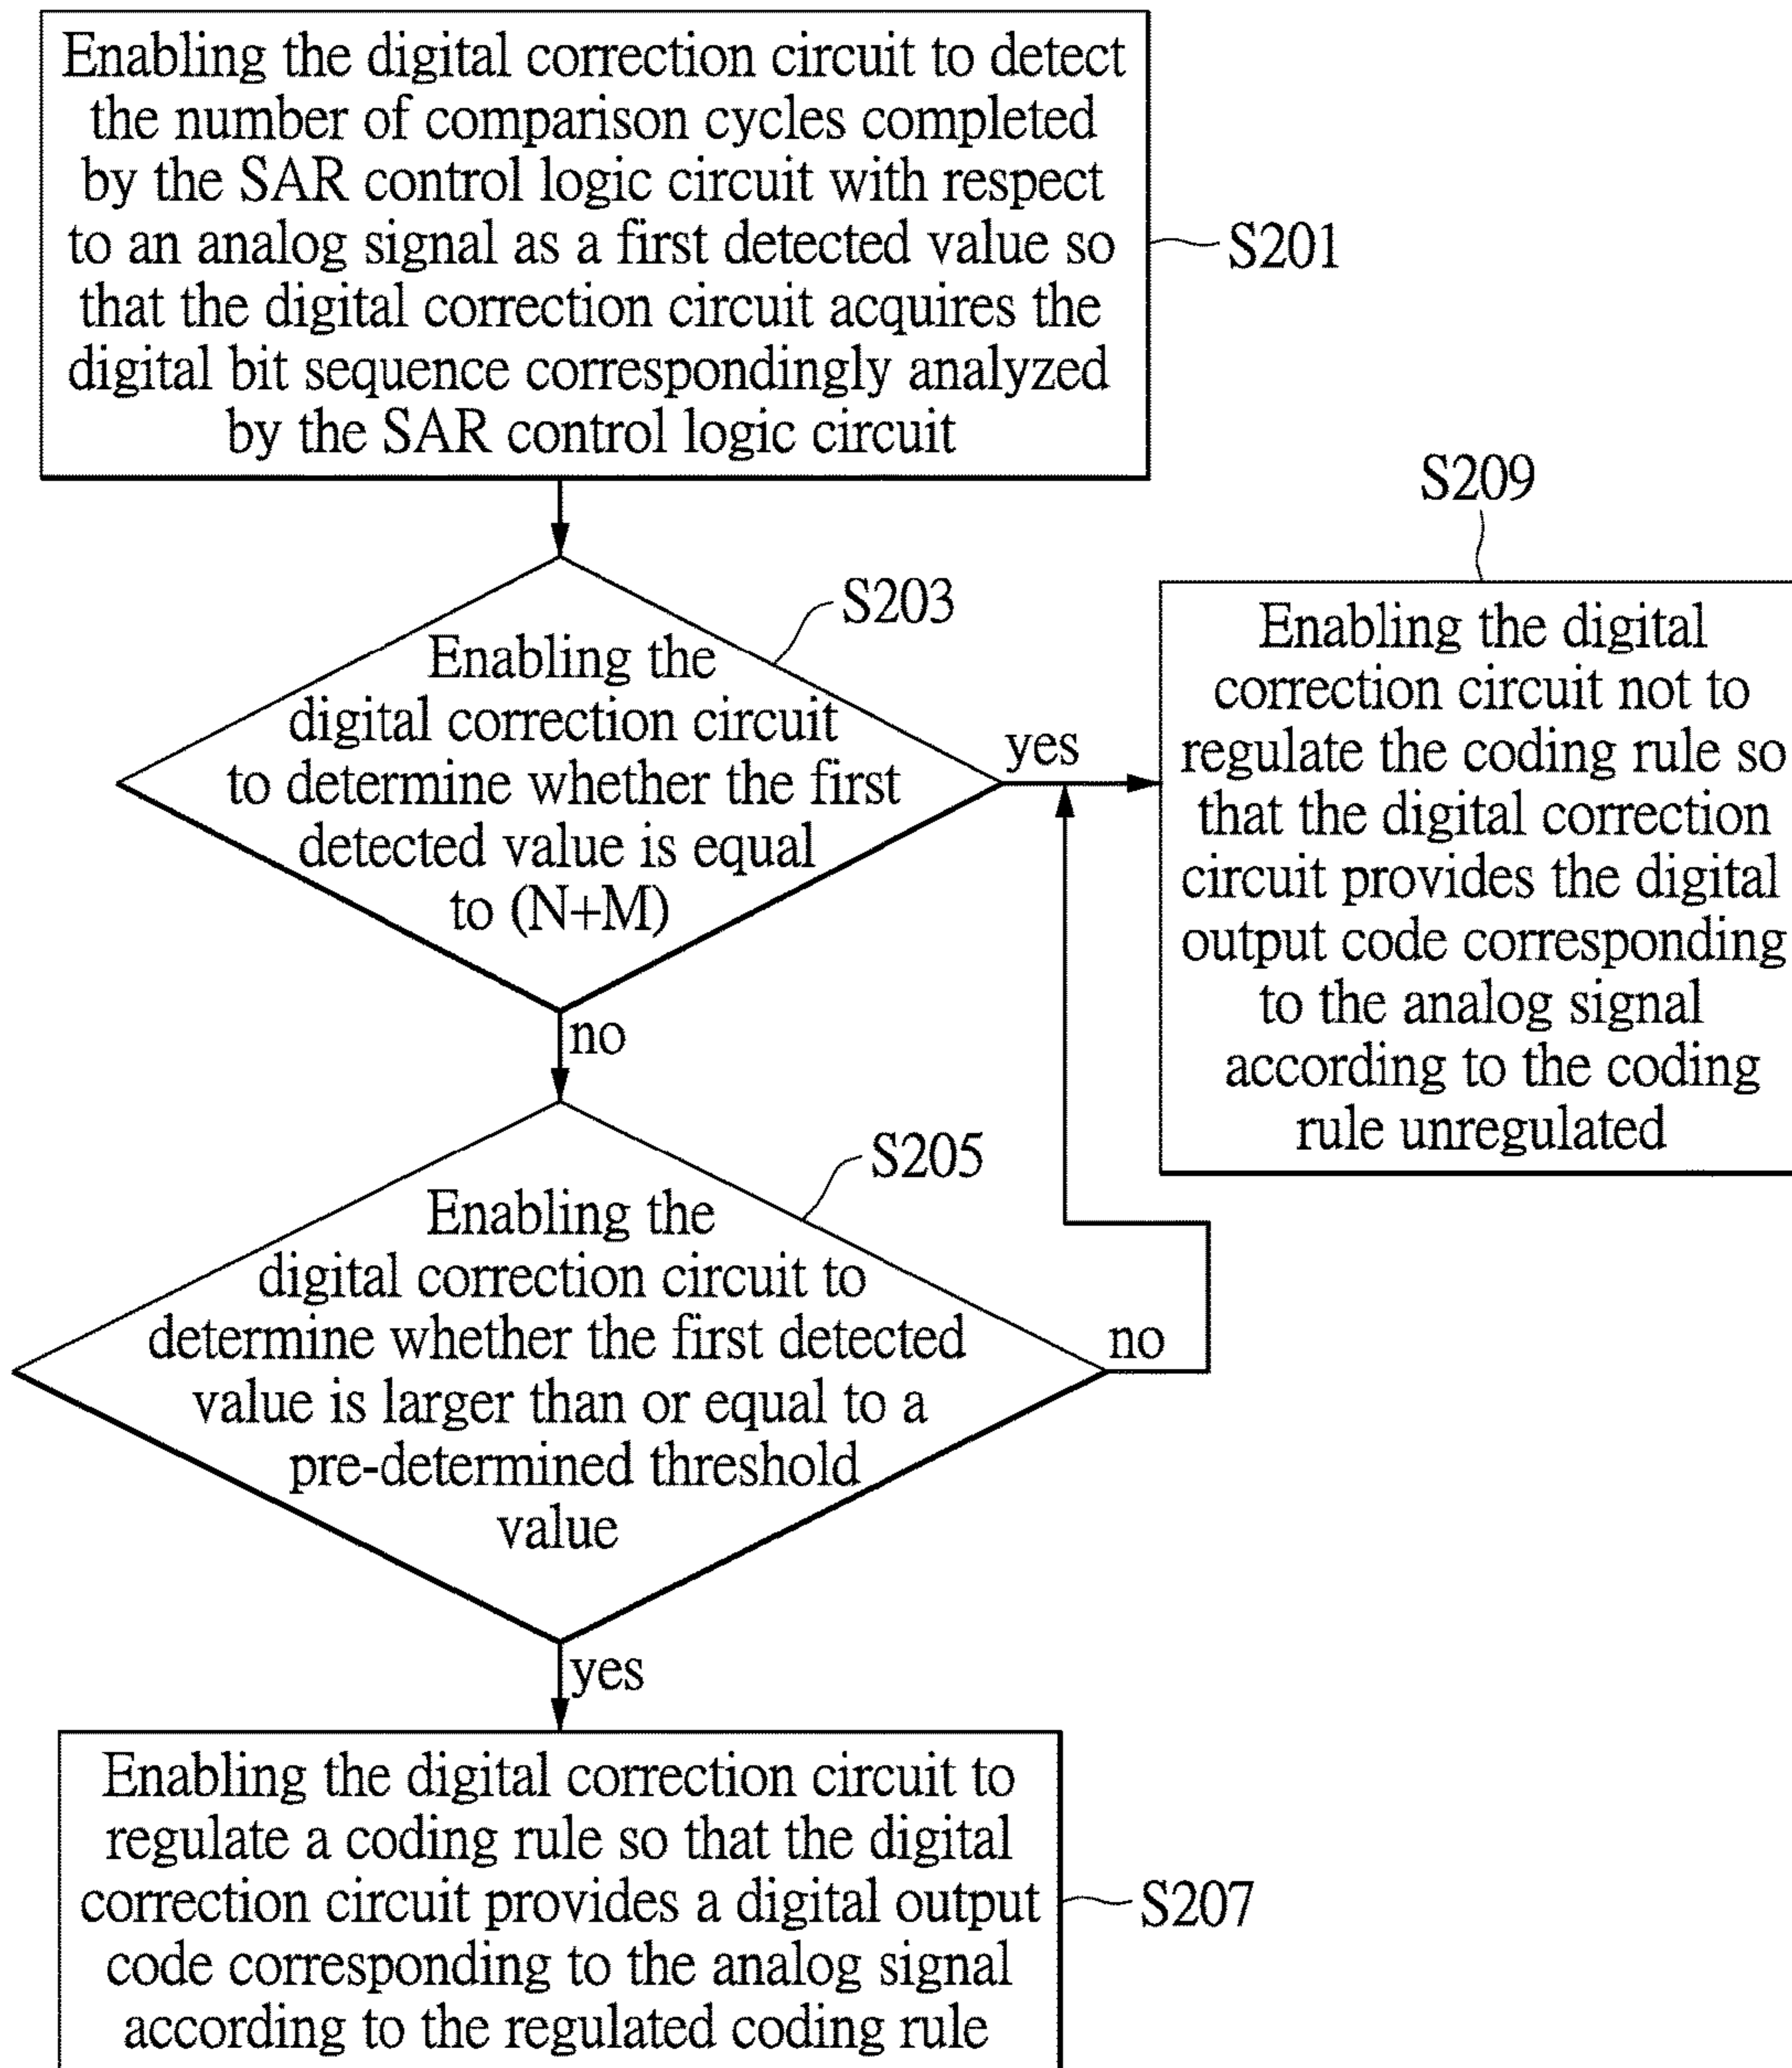 Enabling the digital correction circuit to detect
the number of comparison cycles completed
by the SAR control logic circuit with respect
to an analog signal as a first detected value so
that the digital correction circuit acquires the
digital bit sequence correspondingly analyzed
by the SAR control logic circuit
S201
S203
Enabling the
digital correction circuit
to determine whether the first
detected value is equal
to (N+M)
yes
no
S209
Enabling the digital
correction circuit not to
regulate the coding rule so
that the digital correction
circuit provides the digital
output code corresponding
to the analog signal
according to the coding
rule unregulated
S205
Enabling the
digital correction circuit to
determine whether the first detected
value is larger than or equal to a
pre-determined threshold
value
no
yes
Enabling the digital correction circuit to
regulate a coding rule so that the digital
correction circuit provides a digital output
code corresponding to the analog signal
according to the regulated coding rule
S207